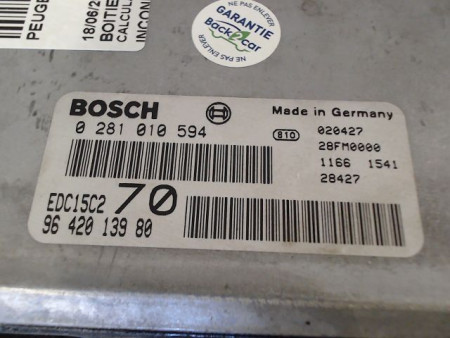 PEUGE
18/06/2
BOITIE
CALCUL
INCON
NE PAS ENLEVER
GARANTIE
Back2car
NE PAS ENLEVER
BOSCH
Made in Germany
0 281 010 594
810
020427
28FM0000
1166 1541
28427
EDC15C2
70
96 420 139 80